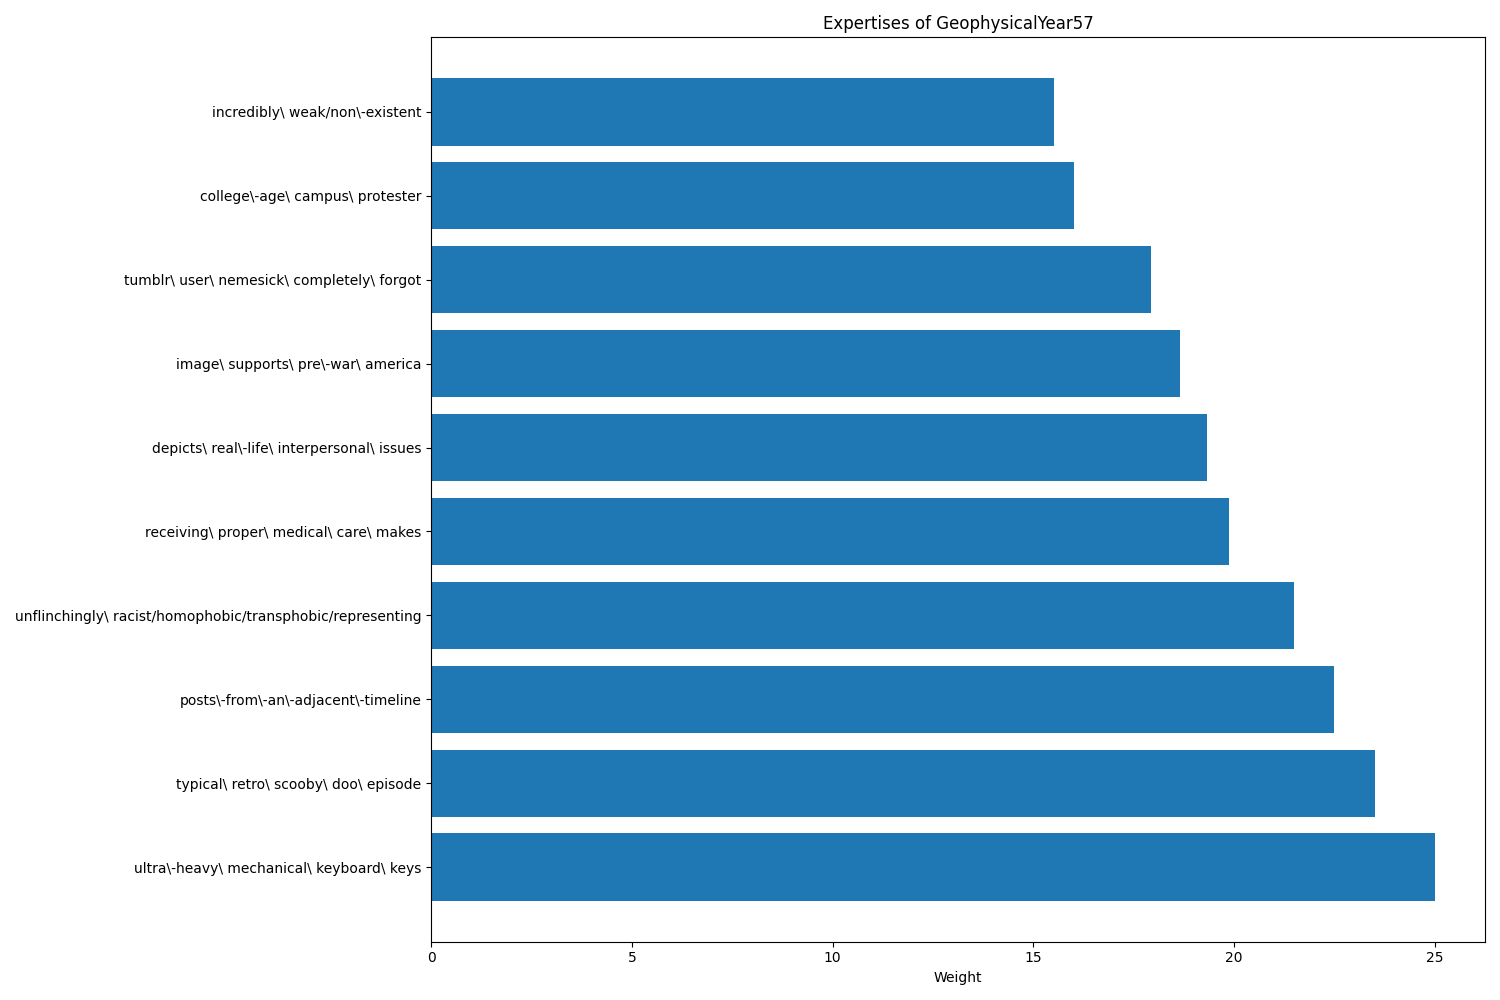 Expertises of GeophysicalYear57
incredibly\ weak/non\-existent
college\-age\ campus\ protester
tumblr\ user\ nemesick\ completely\ forgot
image\ supports\ pre\-war\ america
depicts\ real\-life\ interpersonal\ issues
receiving\ proper\ medical\ care\ makes
unflinchingly\ racist/homophobic/transphobic/representing
posts\-from\-an\-adjacent\-timeline
typical\ retro\ scooby\ doo\ episode
ultra\-heavy\ mechanical\ keyboard\ keys
0 5 10 15 20 25
Weight